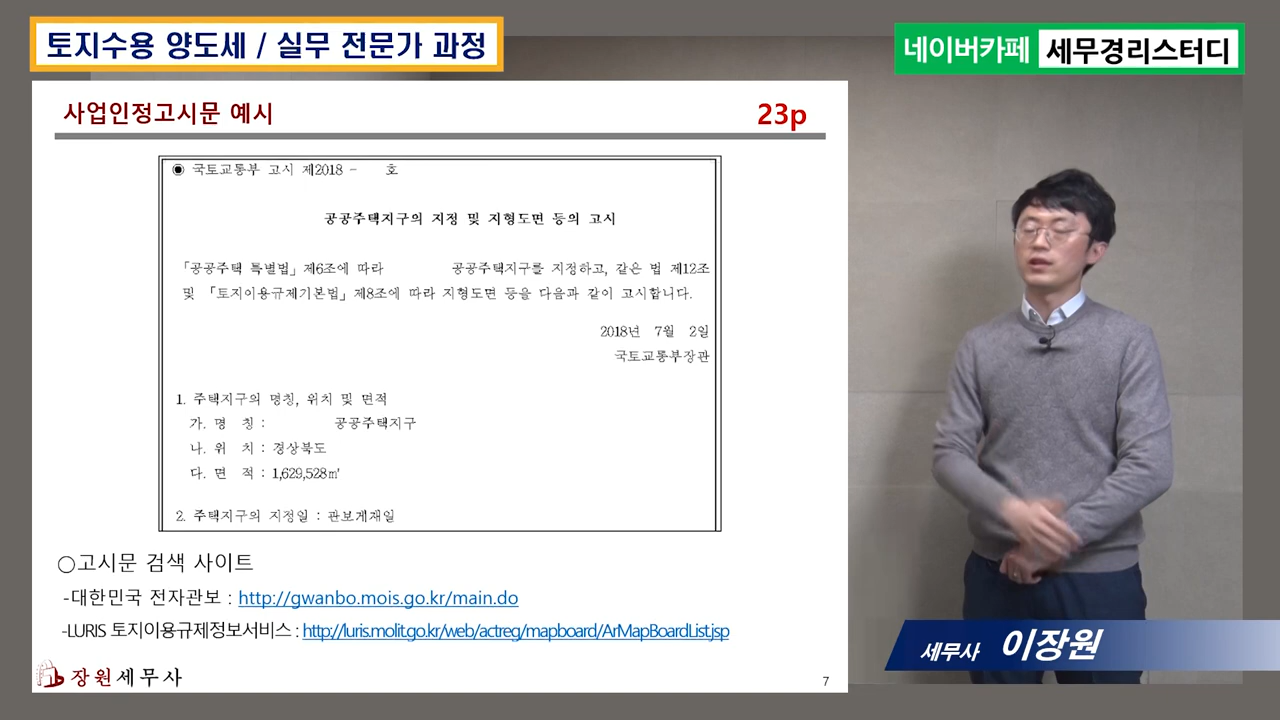 토지수용 양도세 / 실무 전문가 과정
네이버카페 세무경리스터디
사업인정고시문 예시
23p
◉ 국토교통부 고시 제2018 - 호
공공주택지구의 지정 및 지형도면 등의 고시
「공공주택 특별법」제6조에 따라 공공주택지구를 지정하고, 같은 법 제12조
및 「토지이용규제기본법」제8조에 따라 지형도면 등을 다음과 같이 고시합니다.
2018년 7월 2일
국토교통부장관
1. 주택지구의 명칭, 위치 및 면적
가. 명 칭 : 공공주택지구
나. 위 치 : 경상북도
다. 면 적 : 1,629,528㎡
2. 주택지구의 지정일 : 관보게재일
○고시문 검색 사이트
-대한민국 전자관보 : http://gwanbo.mois.go.kr/main.do
-LURIS 토지이용규제정보서비스 : http://luris.molit.go.kr/web/actreg/mapboard/ArMapBoardList.jsp
장원세무사
7
세무사 이장원